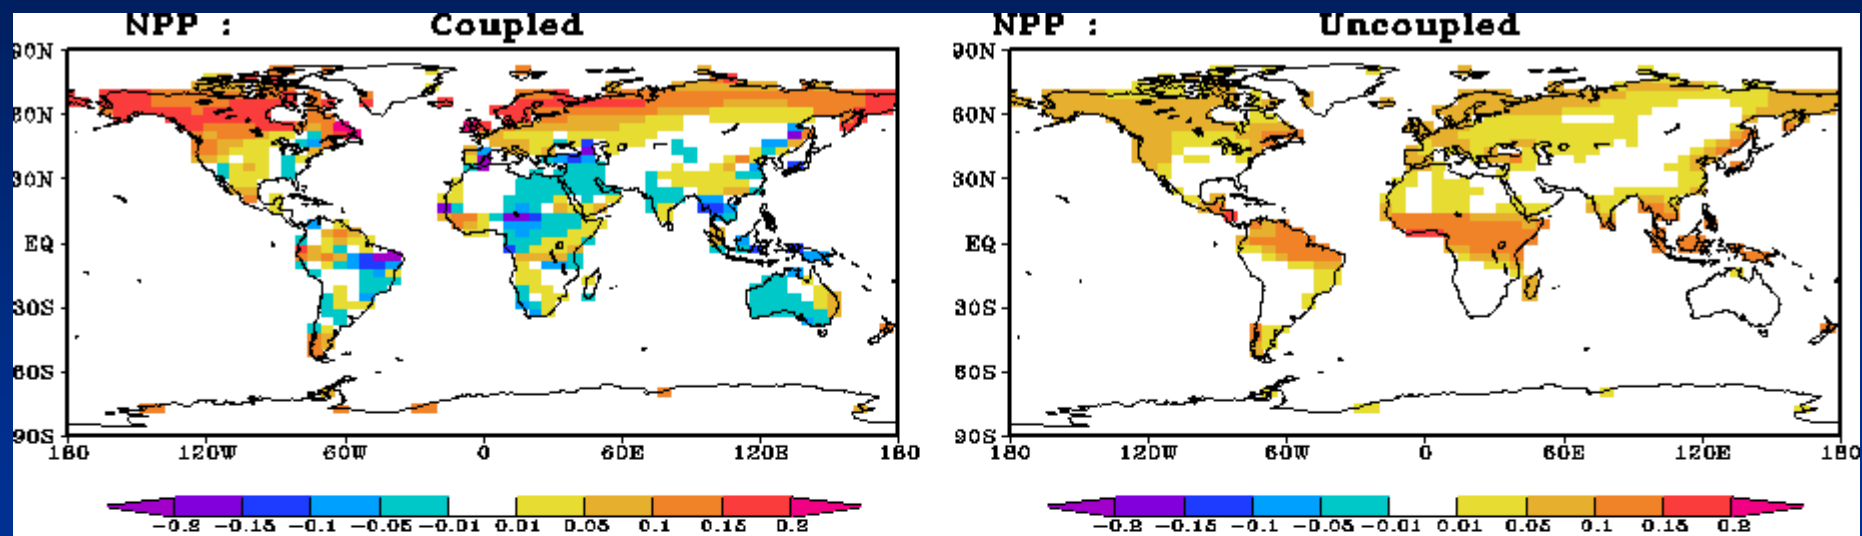 NPP : Coupled
90N
60N
30N
EQ
30S
60S
90S
180 120W 60W 0 60E 120E 180
-0.2 -0.15 -0.1 -0.05 -0.01 0.01 0.05 0.1 0.15 0.2
NPP : Uncoupled
90N
60N
30N
EQ
30S
60S
90S
180 120W 60W 0 60E 120E 180
-0.2 -0.15 -0.1 -0.05 -0.01 0.01 0.05 0.1 0.15 0.2